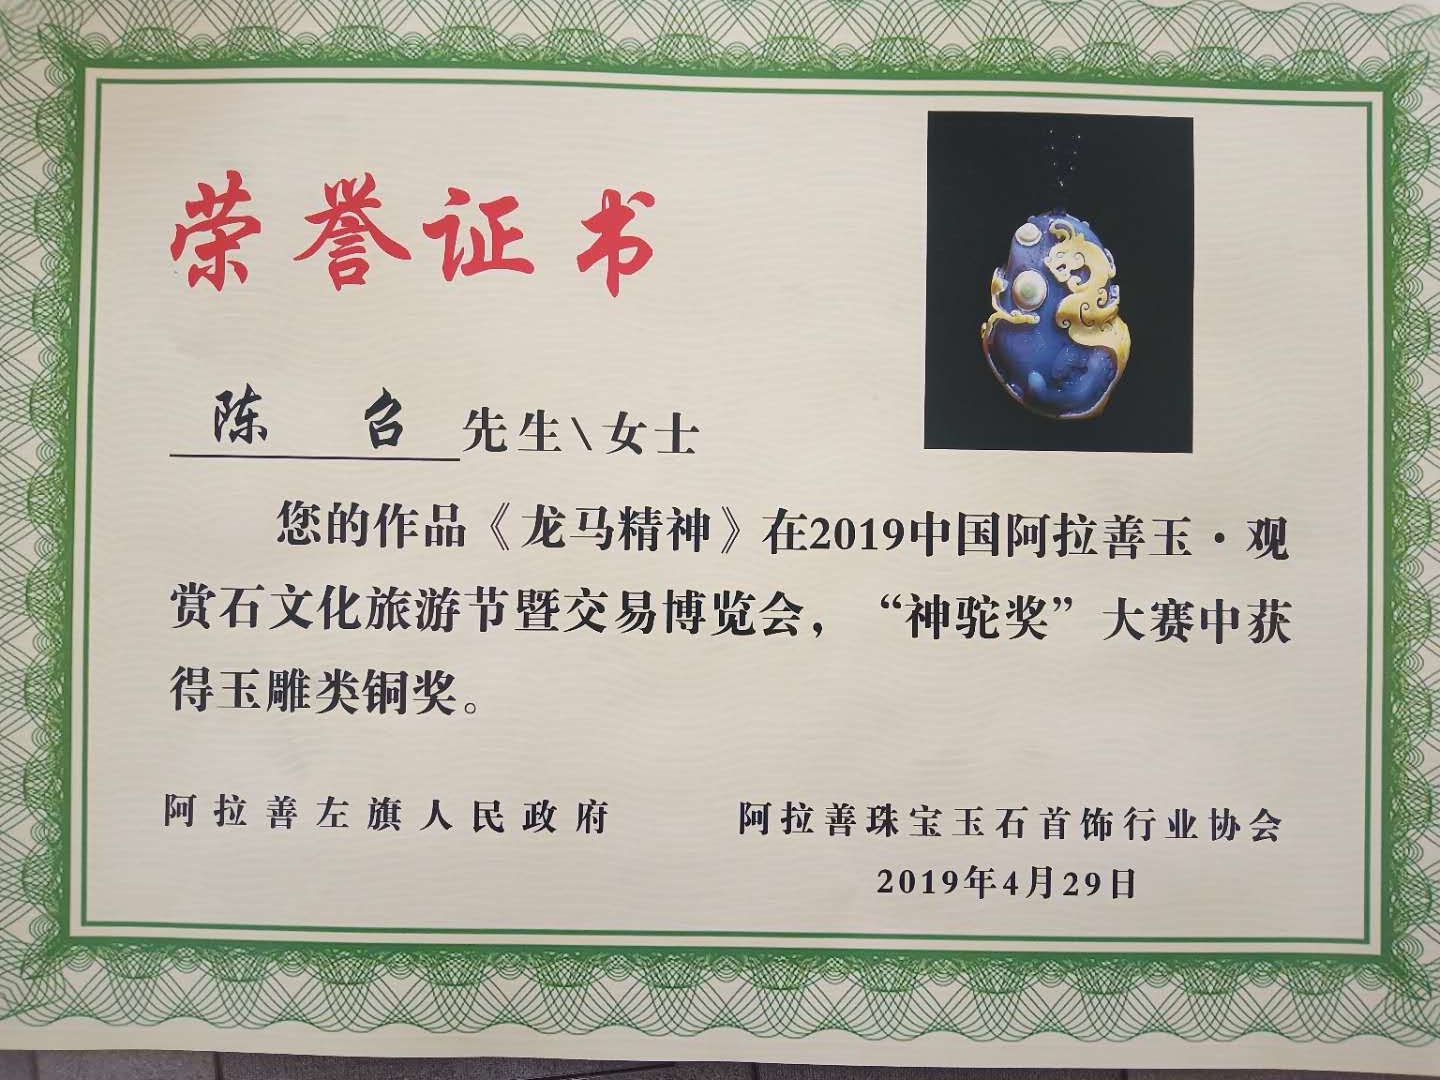 荣誉证书
陈 召 先生\女士
您的作品《龙马精神》在2019中国阿拉善玉·观
赏石文化旅游节暨交易博览会，“神驼奖”大赛中获
得玉雕类铜奖。
阿拉善左旗人民政府 阿拉善珠宝玉石首饰行业协会
2019年4月29日